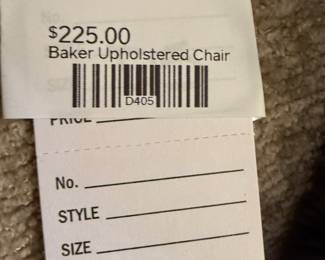 $225.00
Baker Upholstered Chair
D405
PRICE
No.
STYLE
SIZE